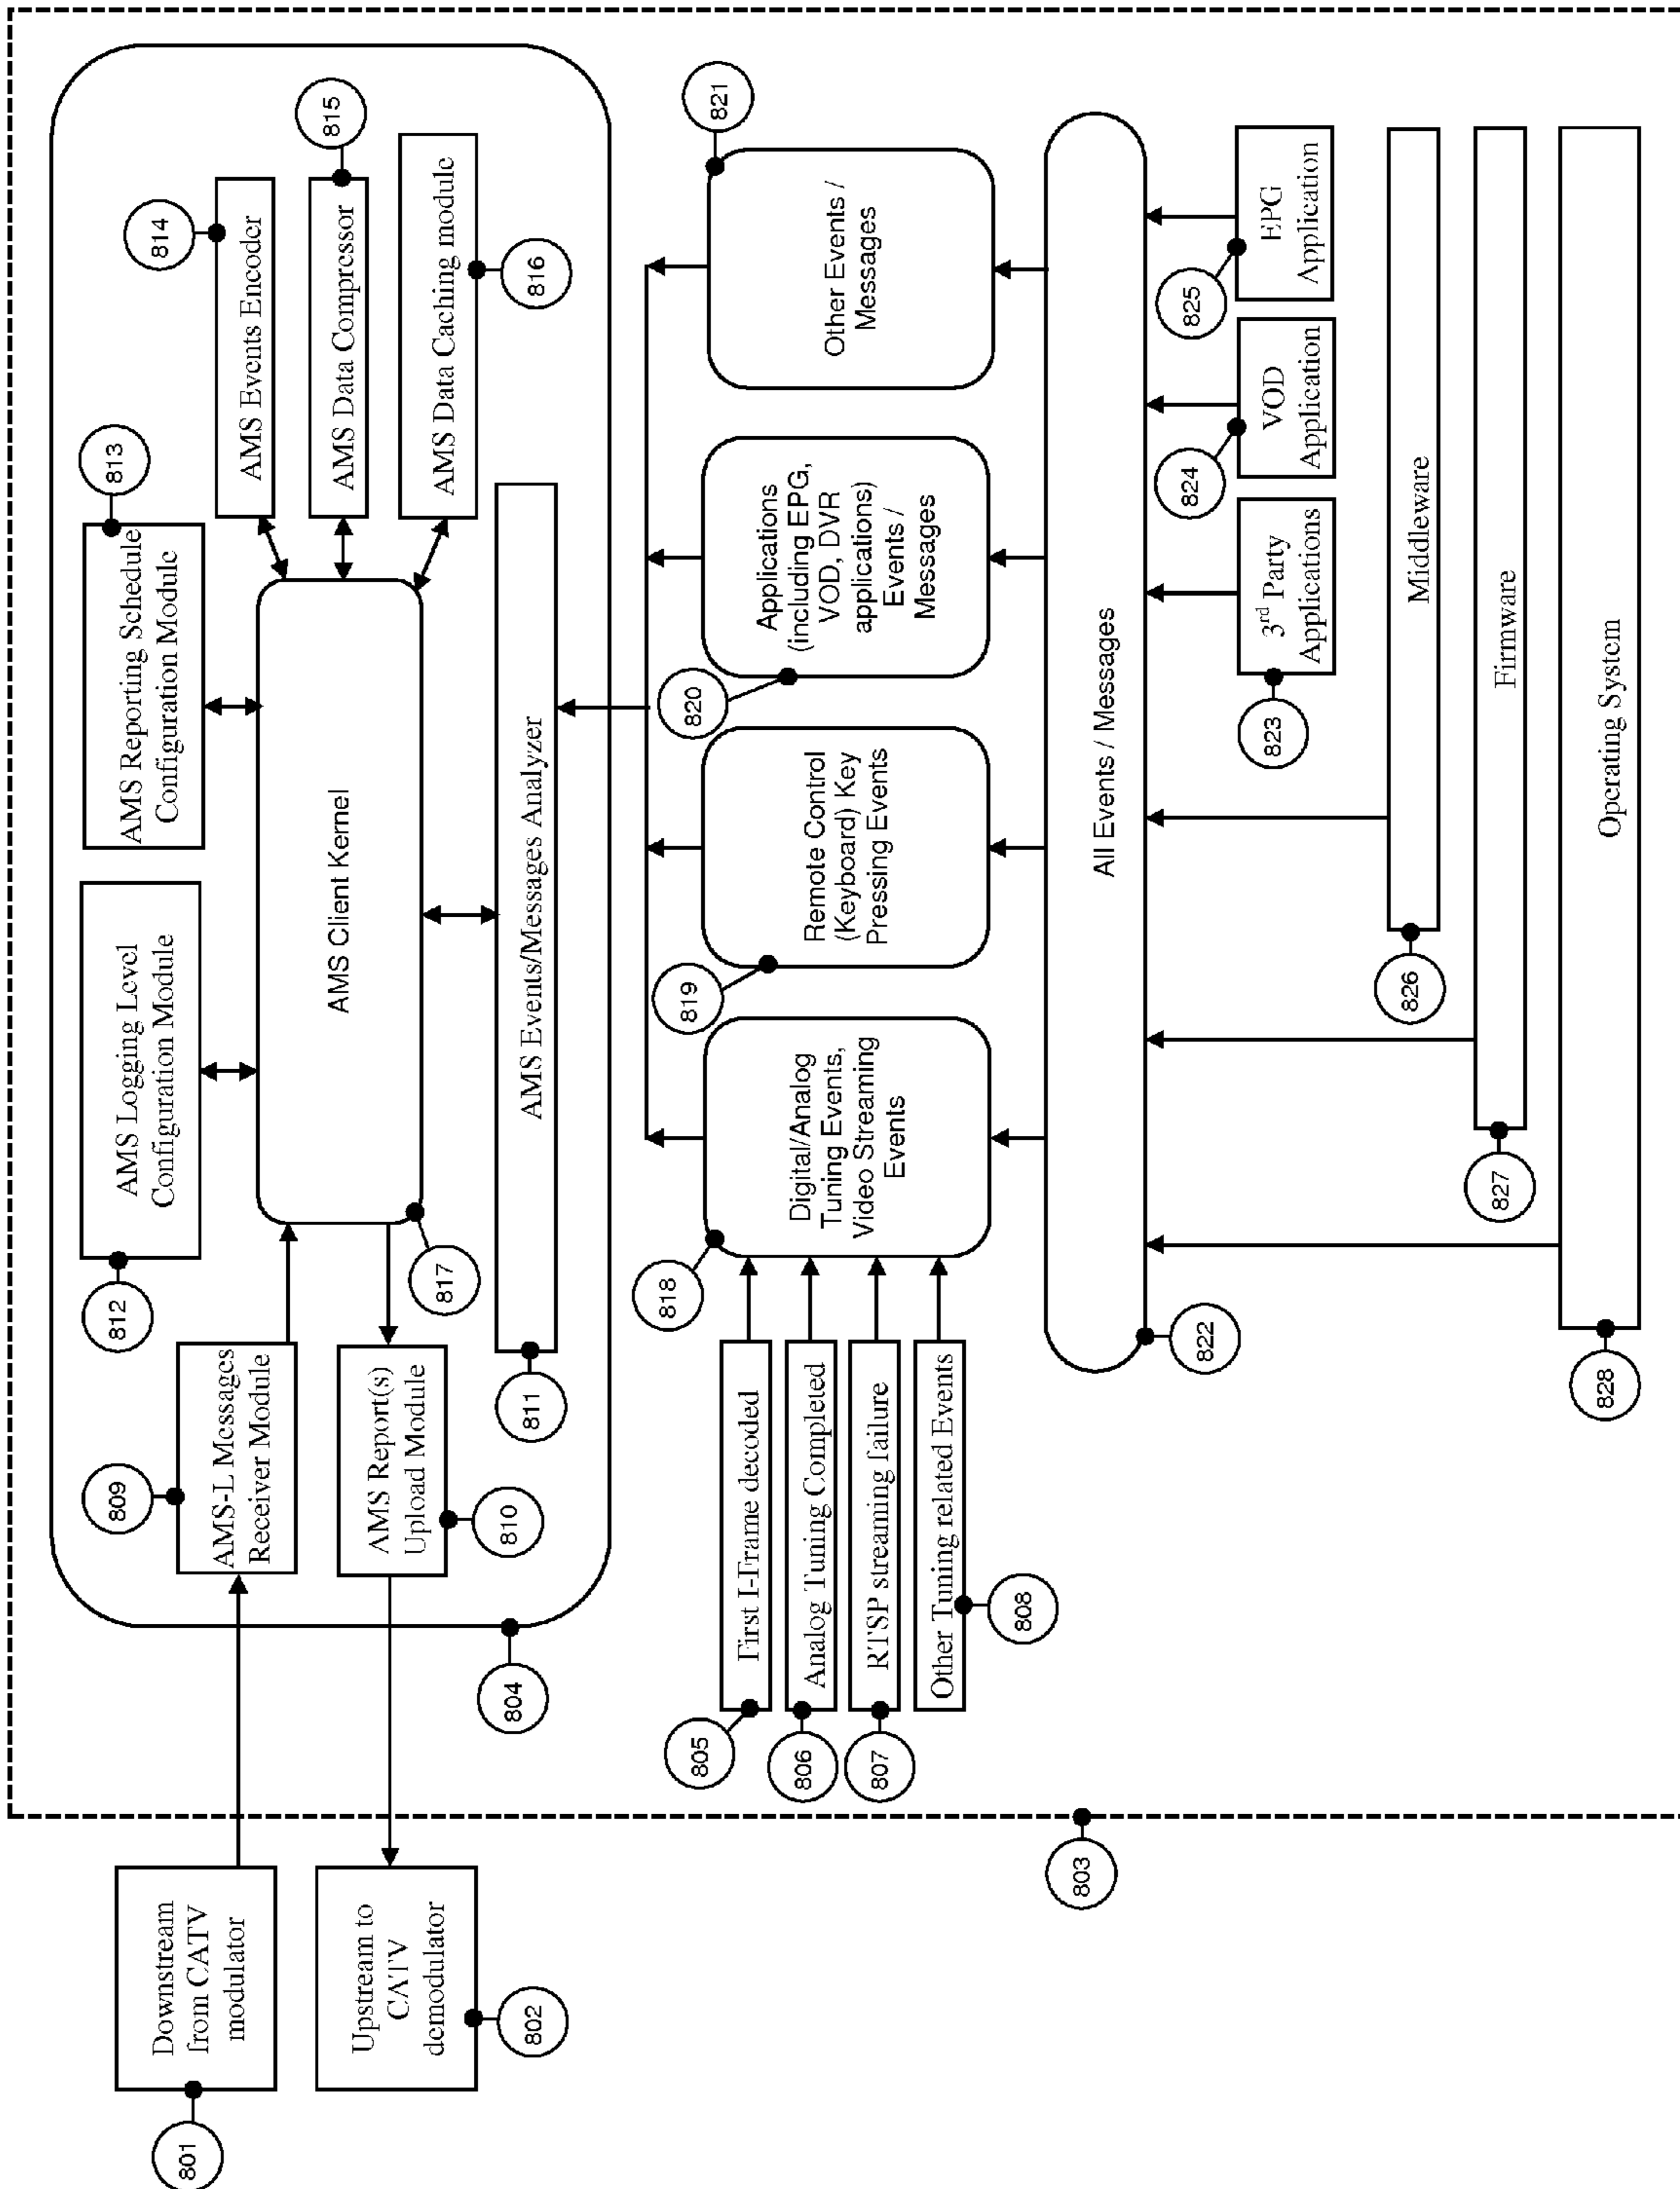 801
Downstream
from CATV
modulator
Upstream to
CATV
demodulator
802
803
804
809
AMS-L Messages
Receiver Module
AMS Report(s)
Upload Module
810
812
AMS Logging Level
Configuration Module
813
AMS Reporting Schedule
Configuration Module
AMS Client Kernel
817
814
AMS Events Encoder
815
AMS Data Compressor
AMS Data Caching module
816
AMS Events/Messages Analyzer
811
805
First I-Frame decoded
806
Analog Tuning Completed
807
RTSP streaming failure
Other Tuning related Events
808
818
Digital/Analog
Tuning Events,
Video Streaming
Events
819
Remote Control
(Keyboard) Key
Pressing Events
820
Applications
(including EPG,
VOD, DVR
applications)
Events /
Messages
821
Other Events /
Messages
All Events / Messages
822
823
3rd Party
Applications
824
VOD
Application
825
EPG
Application
Middleware
826
Firmware
827
Operating System
828